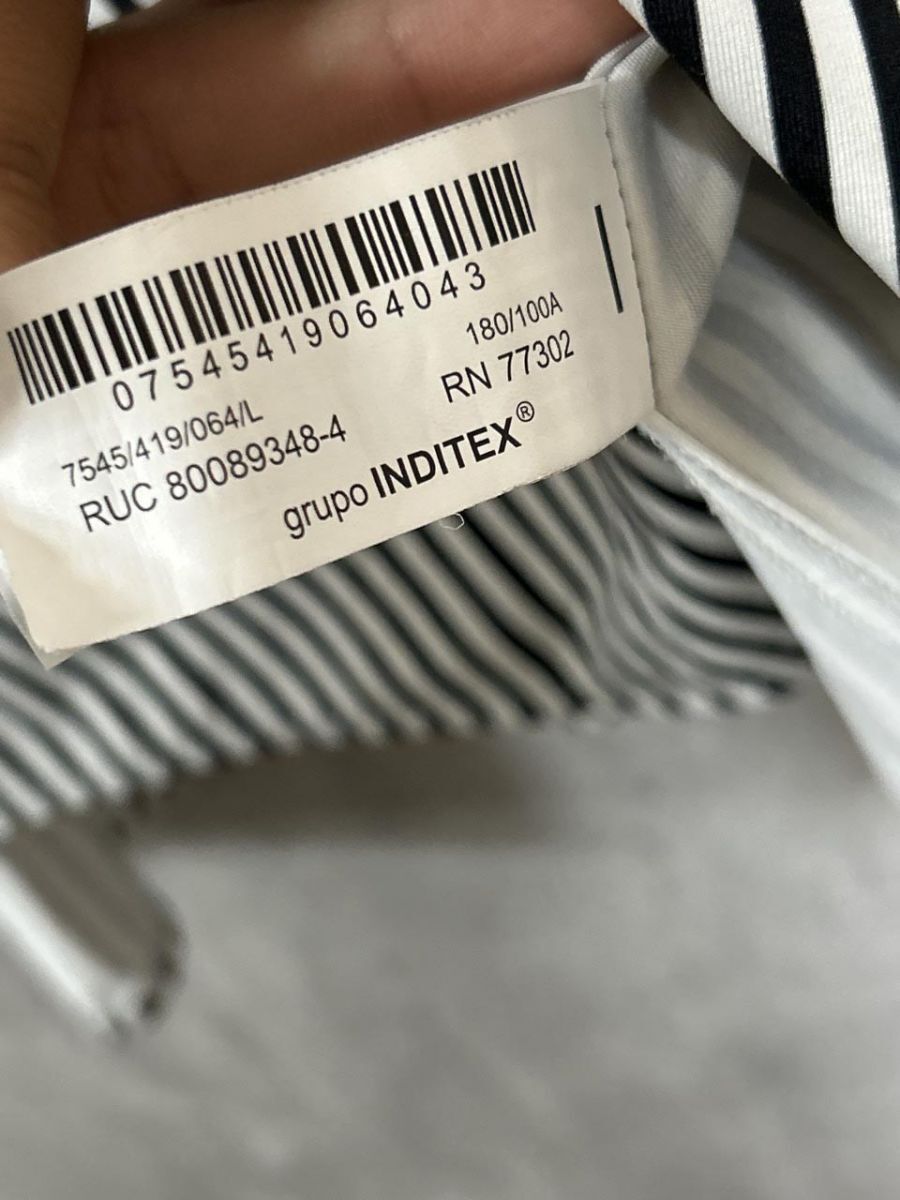 07545419064043
7545/419/064/L 180/100A
RUC 80089348-4 RN 77302
grupo INDITEX®